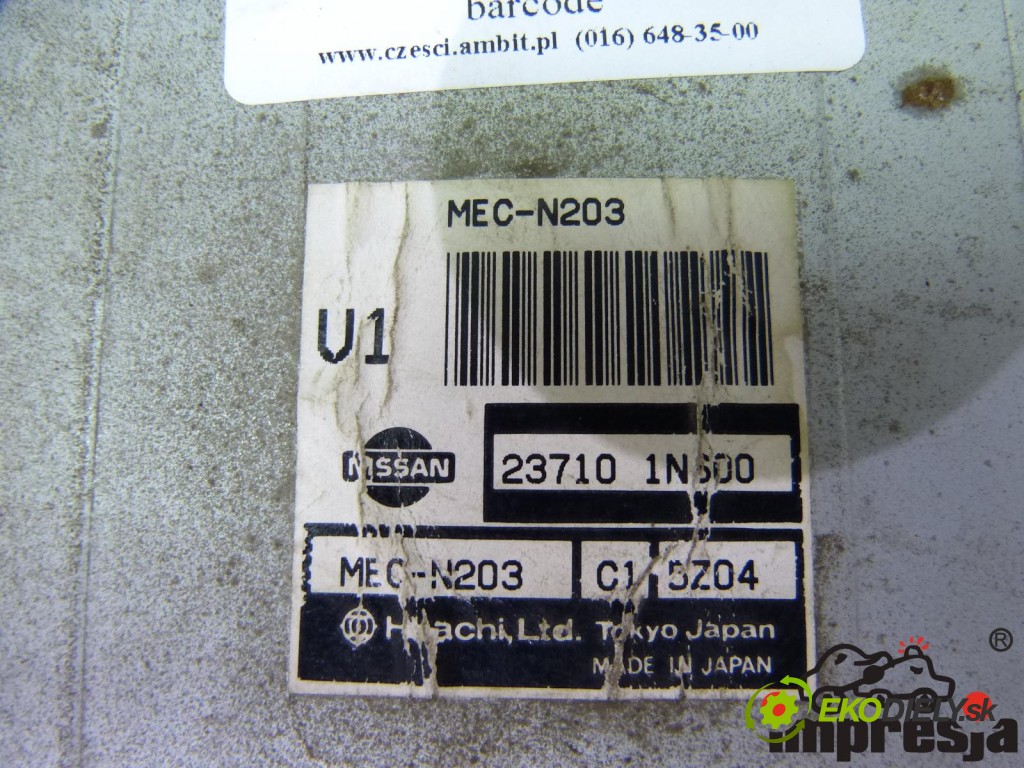 barcode
www.czesci.ambit.pl (016) 648-35-00
MEC-N203
U1
NISSAN
23710 1N600
MEC-N203 C1 5Z04
Hitachi, Ltd. Tokyo Japan
MADE IN JAPAN
®
EKODIELY.sk
impresja